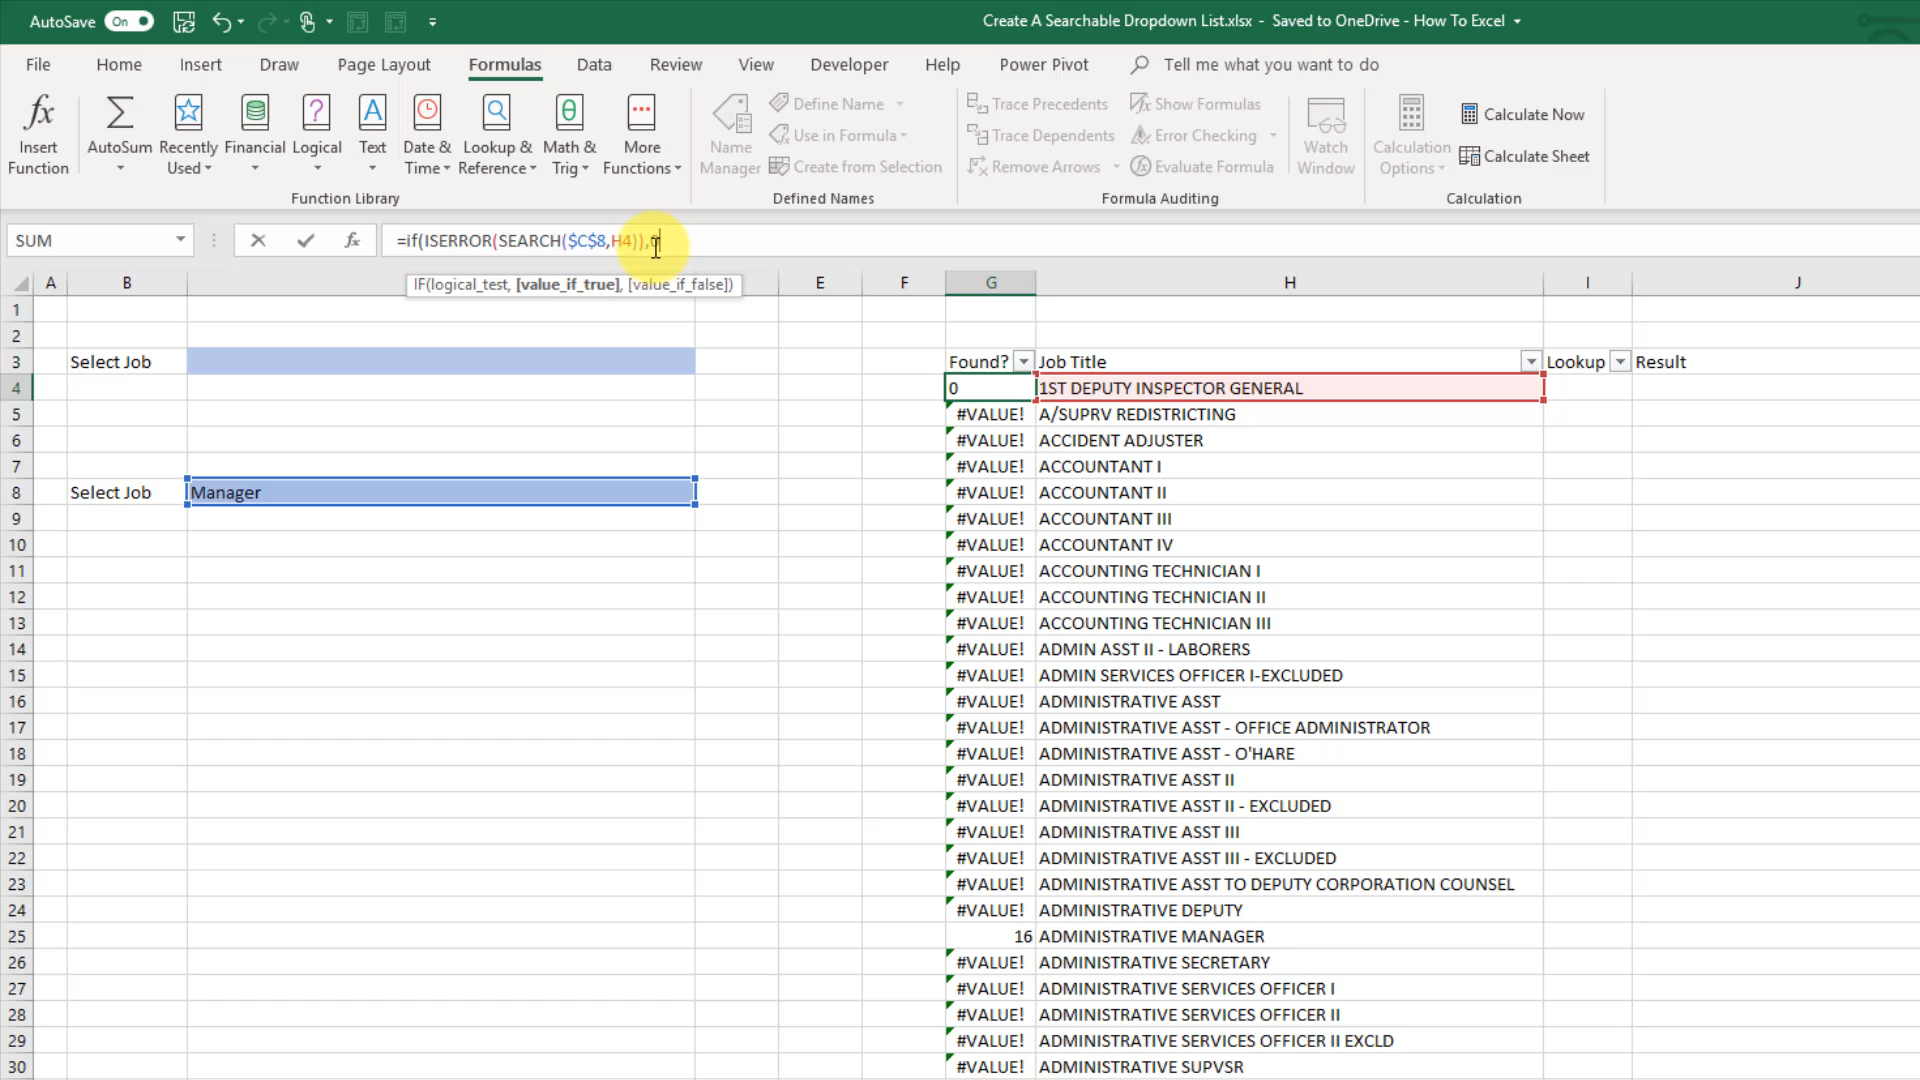 AutoSave On Create A Searchable Dropdown List.xlsx - Saved to OneDrive - How To Excel
File Home Insert Draw Page Layout Formulas Data Review View Developer Help Power Pivot Tell me what you want to do
Insert Function
AutoSum
Recently Used
Financial
Logical
Text
Date & Time
Lookup & Reference
Math & Trig
More Functions
Function Library
Name Manager
Define Name
Use in Formula
Create from Selection
Defined Names
Trace Precedents
Trace Dependents
Remove Arrows
Show Formulas
Error Checking
Evaluate Formula
Formula Auditing
Watch Window
Calculation Options
Calculate Now
Calculate Sheet
Calculation
SUM fx =if(ISERROR(SEARCH($C$8,H4)),0
IF(logical_test, [value_if_true], [value_if_false])
A B E F G H I J
1
2
3 Select Job Found? Job Title Lookup Result
4 0 1ST DEPUTY INSPECTOR GENERAL
5 #VALUE! A/SUPRV REDISTRICTING
6 #VALUE! ACCIDENT ADJUSTER
7 #VALUE! ACCOUNTANT I
8 Select Job Manager #VALUE! ACCOUNTANT II
9 #VALUE! ACCOUNTANT III
10 #VALUE! ACCOUNTANT IV
11 #VALUE! ACCOUNTING TECHNICIAN I
12 #VALUE! ACCOUNTING TECHNICIAN II
13 #VALUE! ACCOUNTING TECHNICIAN III
14 #VALUE! ADMIN ASST II - LABORERS
15 #VALUE! ADMIN SERVICES OFFICER I-EXCLUDED
16 #VALUE! ADMINISTRATIVE ASST
17 #VALUE! ADMINISTRATIVE ASST - OFFICE ADMINISTRATOR
18 #VALUE! ADMINISTRATIVE ASST - O'HARE
19 #VALUE! ADMINISTRATIVE ASST II
20 #VALUE! ADMINISTRATIVE ASST II - EXCLUDED
21 #VALUE! ADMINISTRATIVE ASST III
22 #VALUE! ADMINISTRATIVE ASST III - EXCLUDED
23 #VALUE! ADMINISTRATIVE ASST TO DEPUTY CORPORATION COUNSEL
24 #VALUE! ADMINISTRATIVE DEPUTY
25 16 ADMINISTRATIVE MANAGER
26 #VALUE! ADMINISTRATIVE SECRETARY
27 #VALUE! ADMINISTRATIVE SERVICES OFFICER I
28 #VALUE! ADMINISTRATIVE SERVICES OFFICER II
29 #VALUE! ADMINISTRATIVE SERVICES OFFICER II EXCLD
30 #VALUE! ADMINISTRATIVE SUPVSR